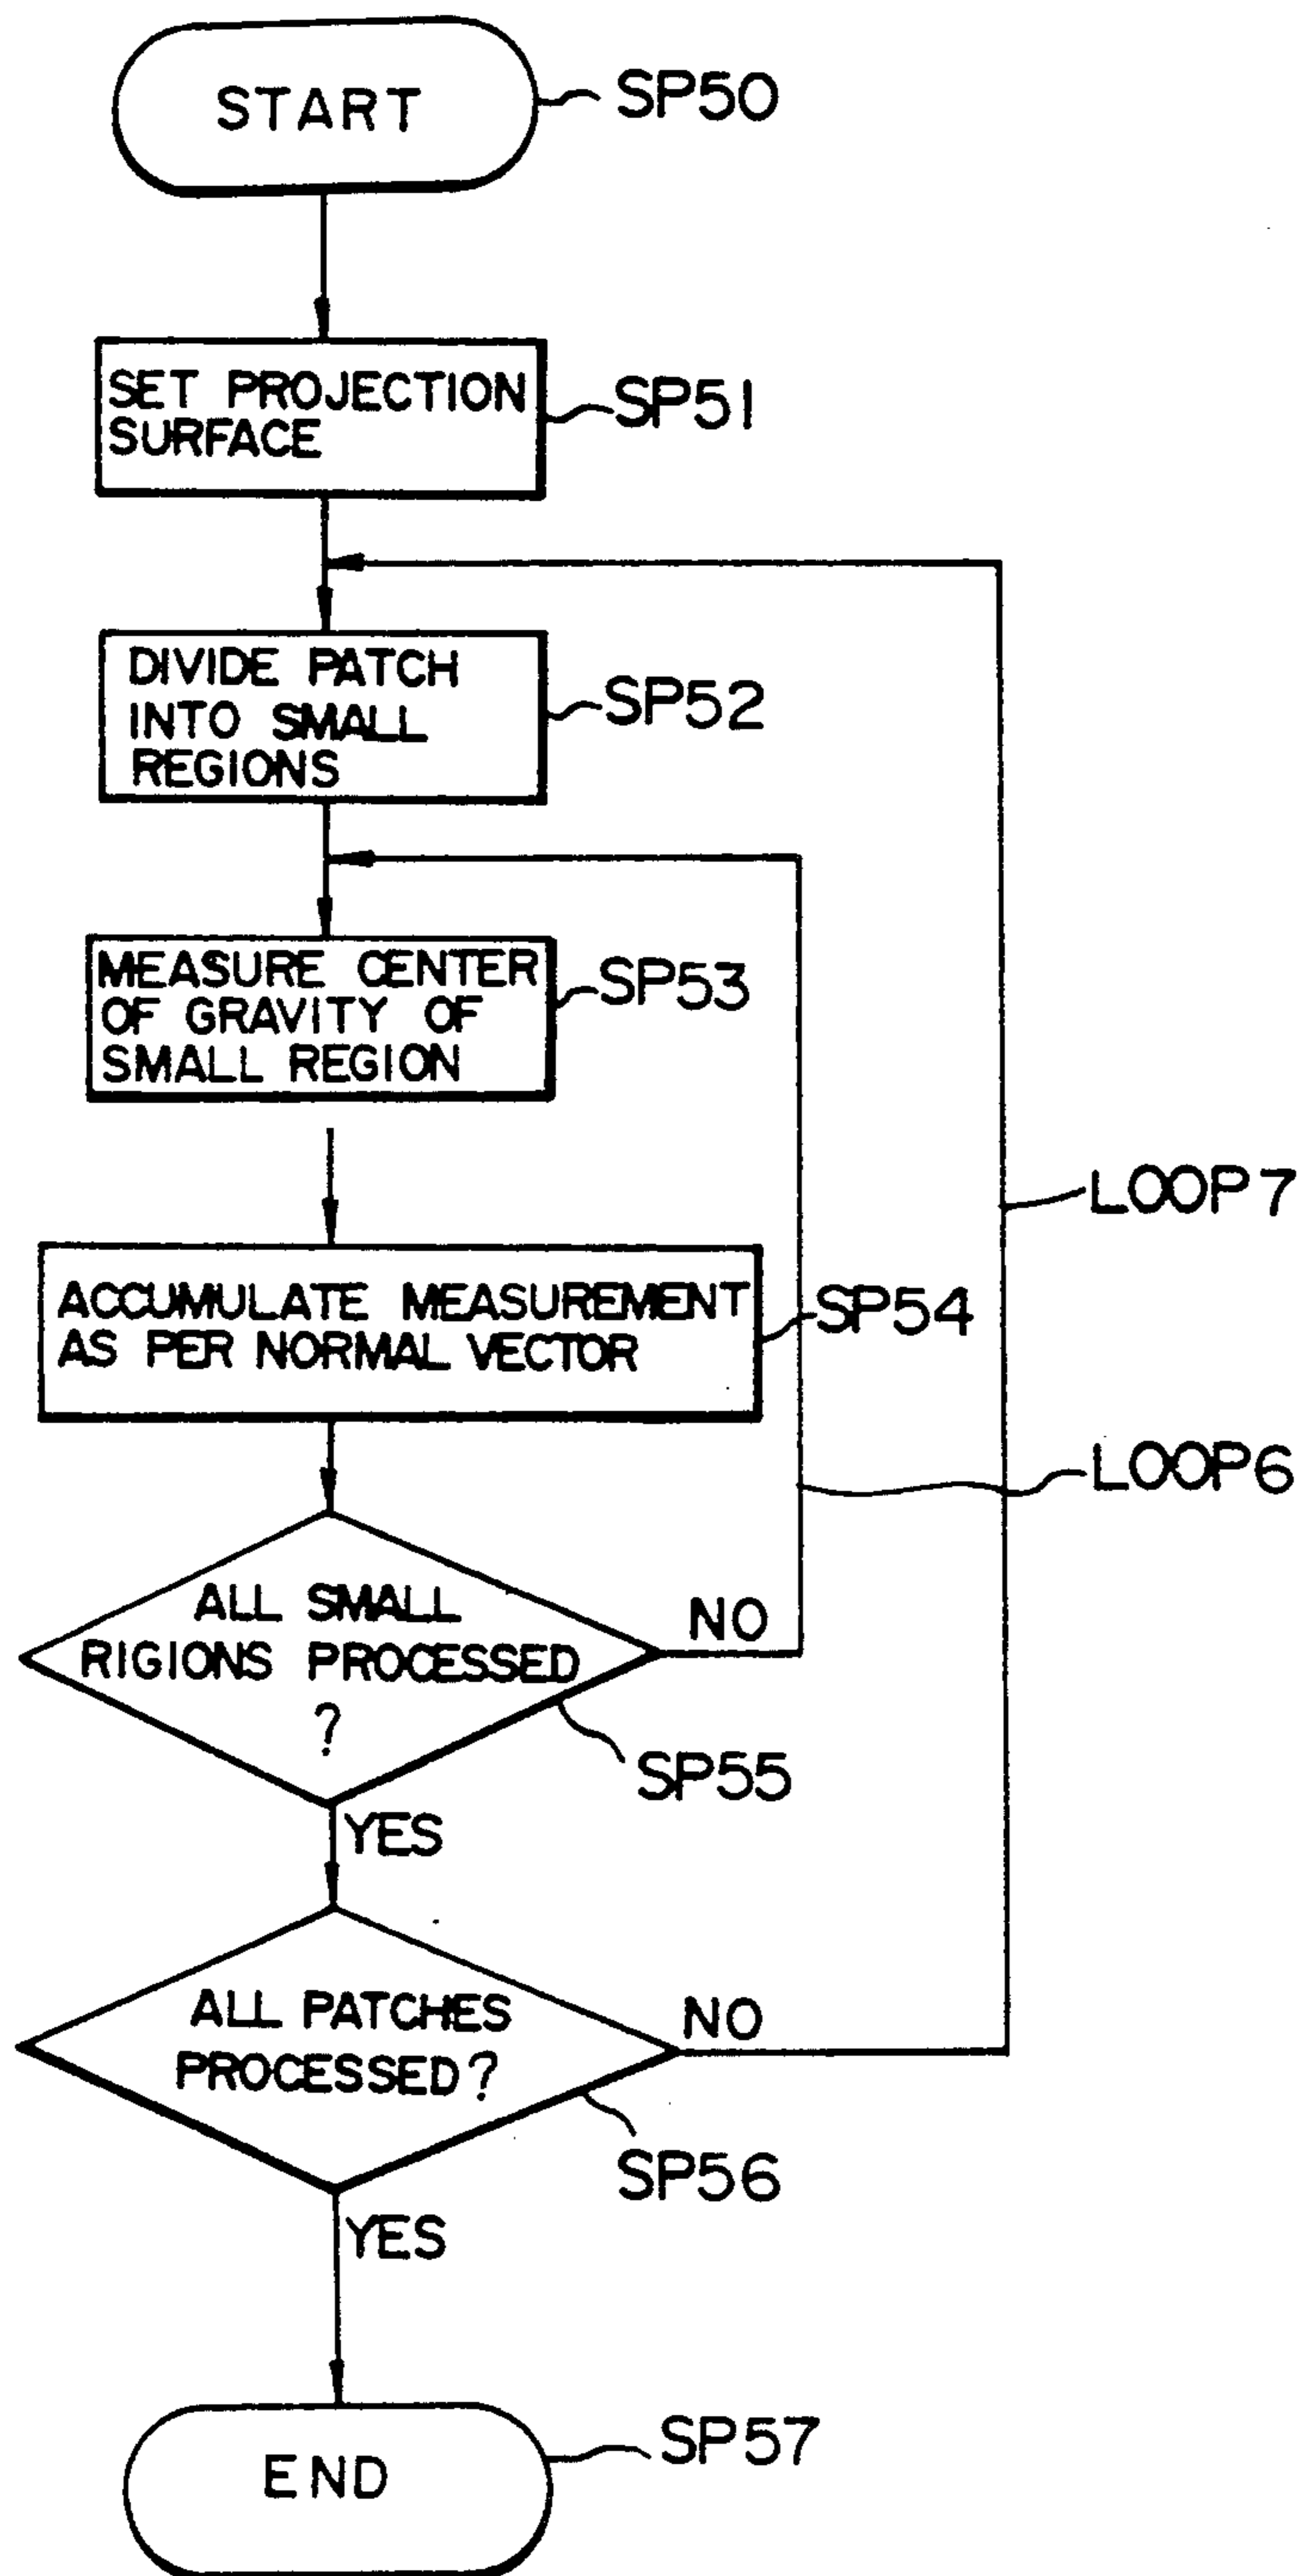 START
SP50
SET PROJECTION
SURFACE
SP51
DIVIDE PATCH
INTO SMALL
REGIONS
SP52
MEASURE CENTER
OF GRAVITY OF
SMALL REGION
SP53
LOOP7
ACCUMULATE MEASUREMENT
AS PER NORMAL VECTOR
SP54
LOOP6
ALL SMALL
RIGIONS PROCESSED
?
NO
SP55
YES
ALL PATCHES
PROCESSED?
NO
SP56
YES
END
SP57